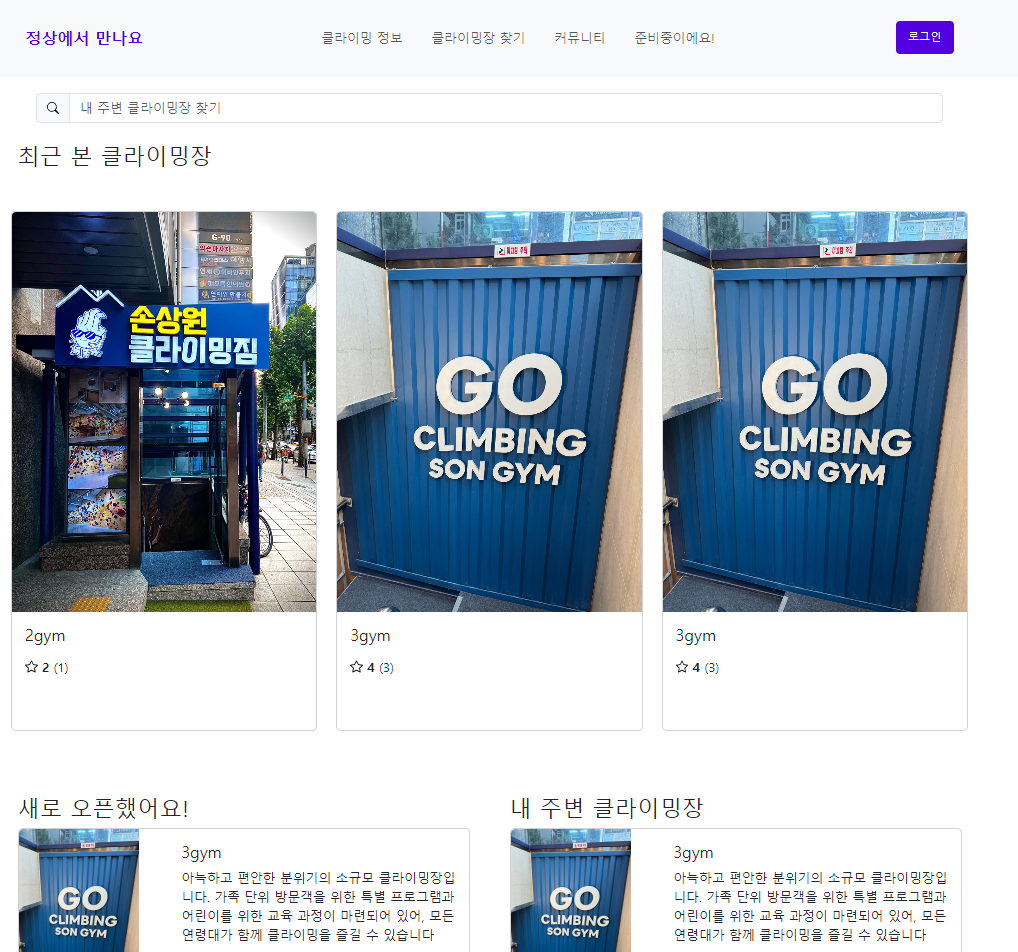 정상에서 만나요
클라이밍 정보 클라이밍장 찾기 커뮤니티 준비중이에요!
로그인
내 주변 클라이밍장 찾기
최근 본 클라이밍장
G-90
손상원
클라이밍짐
GO
CLIMBING
SON GYM
GO
CLIMBING
SON GYM
2gym
2 (1)
3gym
4 (3)
3gym
4 (3)
새로 오픈했어요!
GO
CLIMBING
SON GYM
3gym
아늑하고 편안한 분위기의 소규모 클라이밍장입
니다. 가족 단위 방문객을 위한 특별 프로그램과
어린이를 위한 교육 과정이 마련되어 있어, 모든
연령대가 함께 클라이밍을 즐길 수 있습니다
내 주변 클라이밍장
GO
CLIMBING
SON GYM
3gym
아늑하고 편안한 분위기의 소규모 클라이밍장입
니다. 가족 단위 방문객을 위한 특별 프로그램과
어린이를 위한 교육 과정이 마련되어 있어, 모든
연령대가 함께 클라이밍을 즐길 수 있습니다